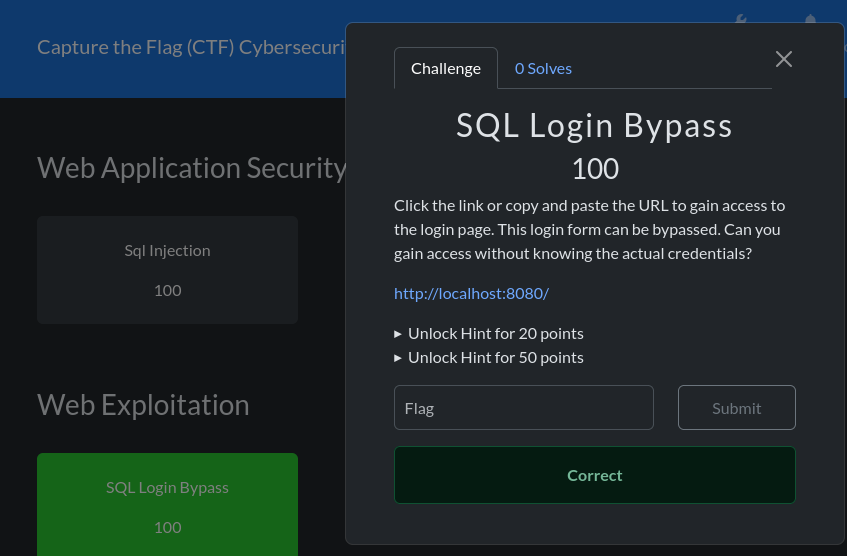 Capture the Flag (CTF) Cybersecuri
Challenge
0 Solves
SQL Login Bypass
100
Click the link or copy and paste the URL to gain access to
the login page. This login form can be bypassed. Can you
gain access without knowing the actual credentials?
http://localhost:8080/
▸ Unlock Hint for 20 points
▸ Unlock Hint for 50 points
Flag
Submit
Correct
Web Application Security
Sql Injection
100
Web Exploitation
SQL Login Bypass
100